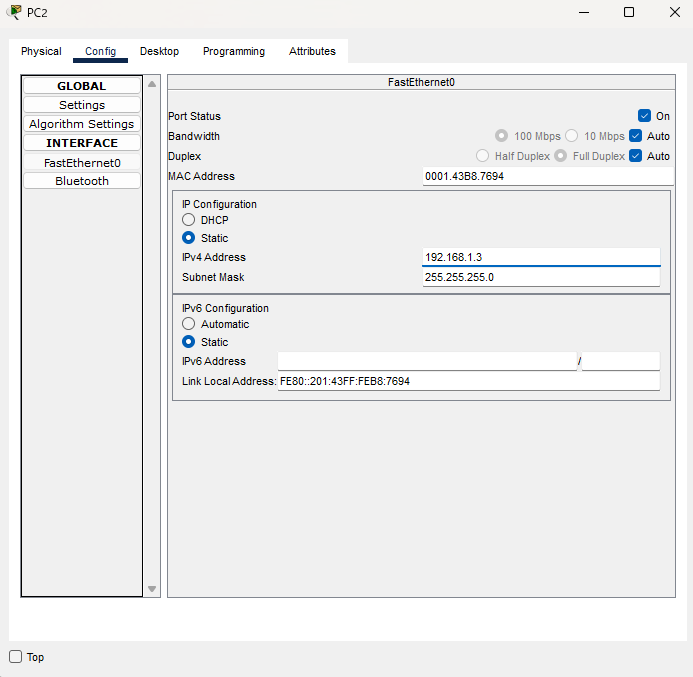 PC2
Physical Config Desktop Programming Attributes
GLOBAL
Settings
Algorithm Settings
INTERFACE
FastEthernet0
Bluetooth
FastEthernet0
Port Status On
Bandwidth 100 Mbps 10 Mbps Auto
Duplex Half Duplex Full Duplex Auto
MAC Address 0001.43B8.7694
IP Configuration
DHCP
Static
IPv4 Address 192.168.1.3
Subnet Mask 255.255.255.0
IPv6 Configuration
Automatic
Static
IPv6 Address /
Link Local Address: FE80::201:43FF:FEB8:7694
Top